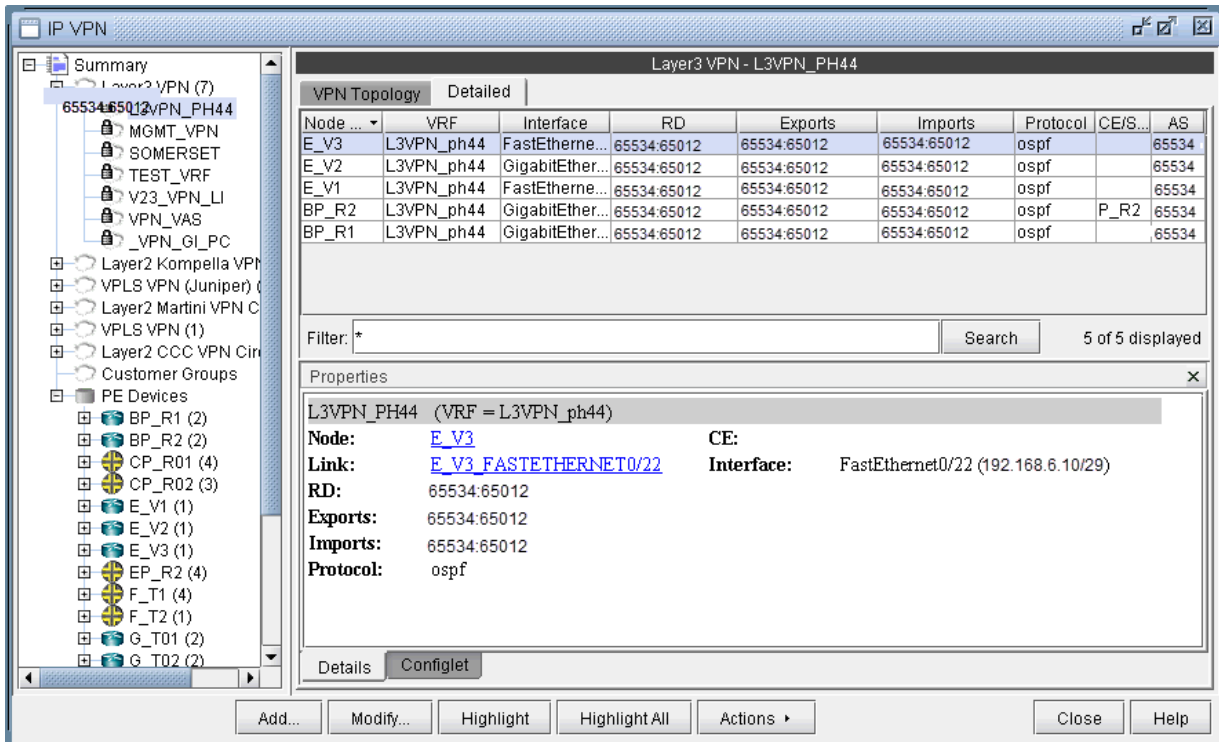 IP VPN
Summary
Layer3 VPN (7)
65534:65012
L3VPN_PH44
MGMT_VPN
SOMERSET
TEST_VRF
V23_VPN_LI
VPN_VAS
_VPN_GI_PC
Layer2 Kompella VPN
VPLS VPN (Juniper) (
Layer2 Martini VPN C
VPLS VPN (1)
Layer2 CCC VPN Cir
Customer Groups
PE Devices
BP_R1 (2)
BP_R2 (2)
CP_R01 (4)
CP_R02 (3)
E_V1 (1)
E_V2 (1)
E_V3 (1)
EP_R2 (4)
F_T1 (4)
F_T2 (1)
G_T01 (2)
G_T02 (2)
Layer3 VPN - L3VPN_PH44
VPN Topology Detailed
Node ... VRF Interface RD Exports Imports Protocol CE/S... AS
E_V3 L3VPN_ph44 FastEtherne... 65534:65012 65534:65012 65534:65012 ospf 65534
E_V2 L3VPN_ph44 GigabitEther... 65534:65012 65534:65012 65534:65012 ospf 65534
E_V1 L3VPN_ph44 FastEtherne... 65534:65012 65534:65012 65534:65012 ospf 65534
BP_R2 L3VPN_ph44 GigabitEther... 65534:65012 65534:65012 65534:65012 ospf P_R2 65534
BP_R1 L3VPN_ph44 GigabitEther... 65534:65012 65534:65012 65534:65012 ospf 65534
Filter: * Search 5 of 5 displayed
Properties
L3VPN_PH44 (VRF = L3VPN_ph44)
Node: E_V3 CE:
Link: E_V3_FASTETHERNET0/22 Interface: FastEthernet0/22 (192.168.6.10/29)
RD: 65534:65012
Exports: 65534:65012
Imports: 65534:65012
Protocol: ospf
Details Configlet
Add... Modify... Highlight Highlight All Actions Close Help